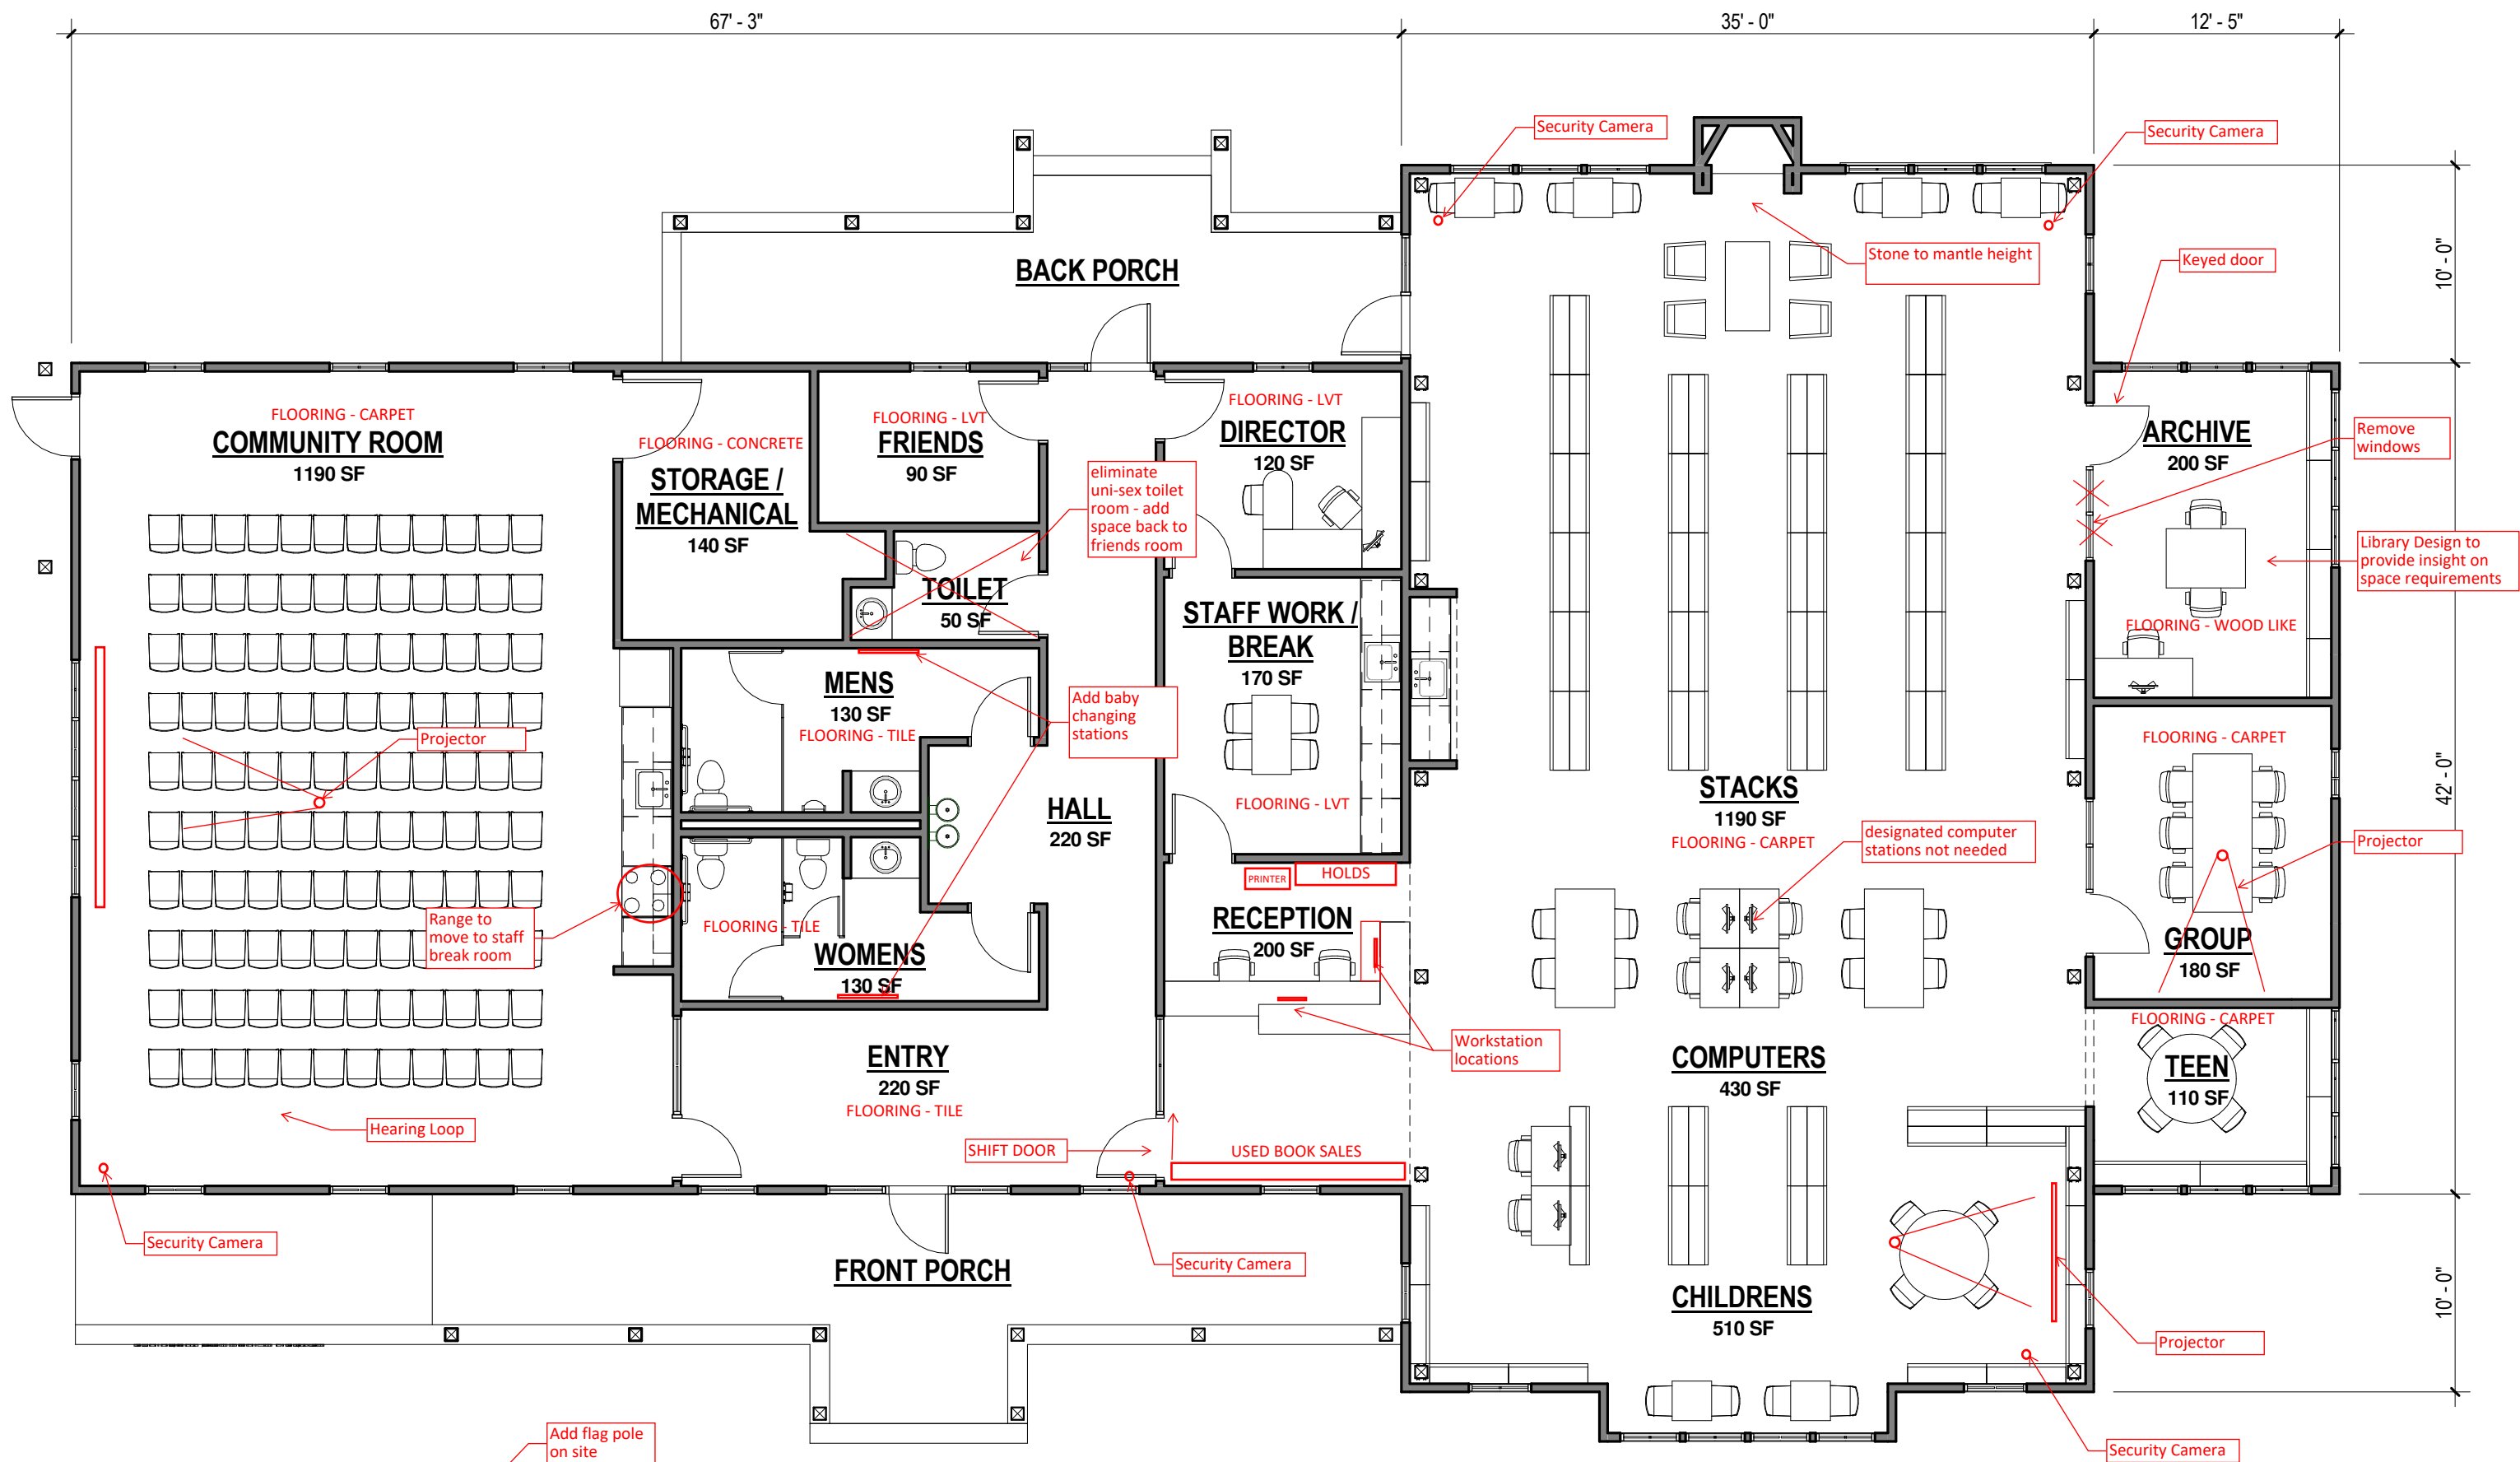 67' - 3"
35' - 0"
12' - 5"
Security Camera
Security Camera
10' - 0"
Stone to mantle height
Keyed door
BACK PORCH
FLOORING - CARPET
COMMUNITY ROOM
1190 SF
FLOORING - CONCRETE
STORAGE /
MECHANICAL
140 SF
FLOORING - LVT
FRIENDS
90 SF
FLOORING - LVT
DIRECTOR
120 SF
eliminate
uni-sex toilet
room - add
space back to
friends room
TOILET
50 SF
ARCHIVE
200 SF
Remove
windows
Library Design to
provide insight on
space requirements
FLOORING - WOOD LIKE
STAFF WORK /
BREAK
170 SF
FLOORING - LVT
MENS
130 SF
FLOORING - TILE
Add baby
changing
stations
Projector
HALL
220 SF
STACKS
1190 SF
FLOORING - CARPET
designated computer
stations not needed
FLOORING - CARPET
Projector
42' - 0"
GROUP
180 SF
PRINTER
HOLDS
RECEPTION
200 SF
Range to
move to staff
break room
FLOORING - TILE
WOMENS
130 SF
Workstation
locations
FLOORING - CARPET
TEEN
110 SF
ENTRY
220 SF
FLOORING - TILE
COMPUTERS
430 SF
Hearing Loop
SHIFT DOOR
USED BOOK SALES
Security Camera
Security Camera
FRONT PORCH
CHILDRENS
510 SF
10' - 0"
Projector
Add flag pole
on site
Security Camera